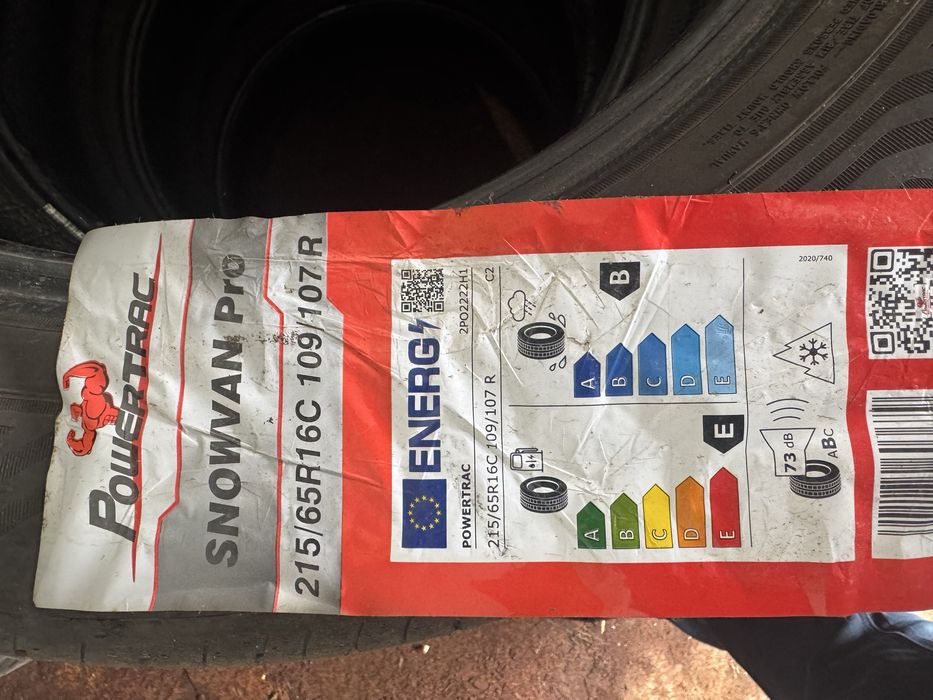 POWERTRAC
SNOWVAN Pro
215/65R16C 109/107 R
ENERG
POWERTRAC
2PO2222H1
215/65R16C 109/107 R
C2
A
B
C
D
E
E
A
B
C
D
E
B
73 dB
ABC
2020/740